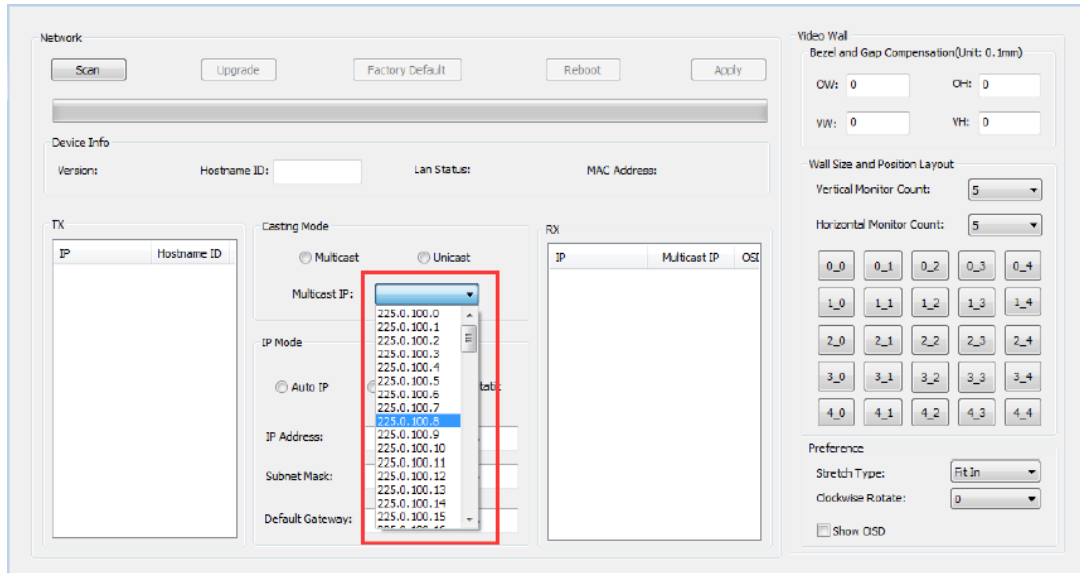 Network
Scan Upgrade Factory Default Reboot Apply
Device Info
Version: Hostname ID: Lan Status: MAC Address:
TX
IP Hostname ID
Casting Mode
Multicast Unicast
Multicast IP:
225.0.100.0
225.0.100.1
225.0.100.2
225.0.100.3
225.0.100.4
225.0.100.5
225.0.100.6
225.0.100.7
225.0.100.8
225.0.100.9
225.0.100.10
225.0.100.11
225.0.100.12
225.0.100.13
225.0.100.14
225.0.100.15
IP Mode
Auto IP
IP Address:
Subnet Mask:
Default Gateway:
RX
IP Multicast IP OSI
Video Wall
Bezel and Gap Compensation(Unit: 0.1mm)
OW: 0 OH: 0
VW: 0 VH: 0
Wall Size and Position Layout
Vertical Monitor Count: 5
Horizontal Monitor Count: 5
0_0 0_1 0_2 0_3 0_4
1_0 1_1 1_2 1_3 1_4
2_0 2_1 2_2 2_3 2_4
3_0 3_1 3_2 3_3 3_4
4_0 4_1 4_2 4_3 4_4
Preference
Stretch Type: Fit In
Clockwise Rotate: 0
Show OSD